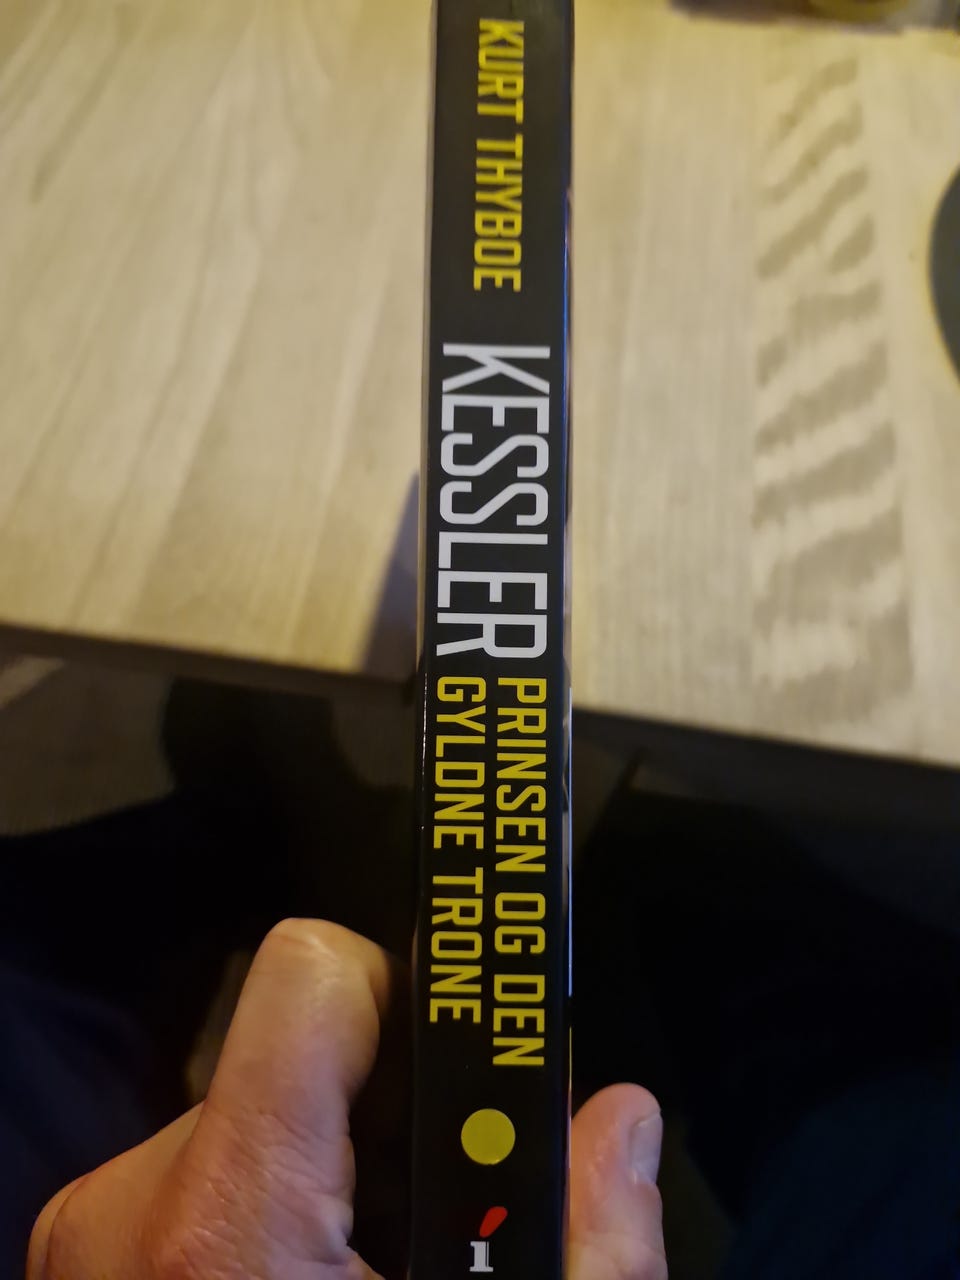 KURT THYBOE
KESSLER
PRINSEN OG DEN
GYLDNE TRONE
í